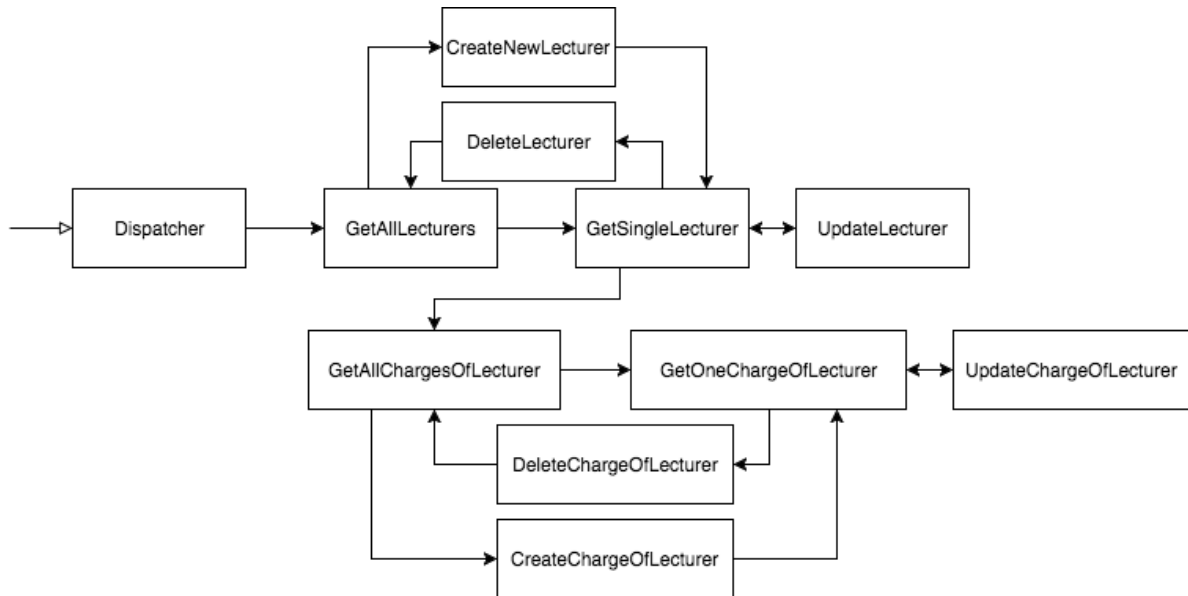 CreateNewLecturer
DeleteLecturer
Dispatcher
GetAllLecturers
GetSingleLecturer
UpdateLecturer
GetAllChargesOfLecturer
GetOneChargeOfLecturer
UpdateChargeOfLecturer
DeleteChargeOfLecturer
CreateChargeOfLecturer